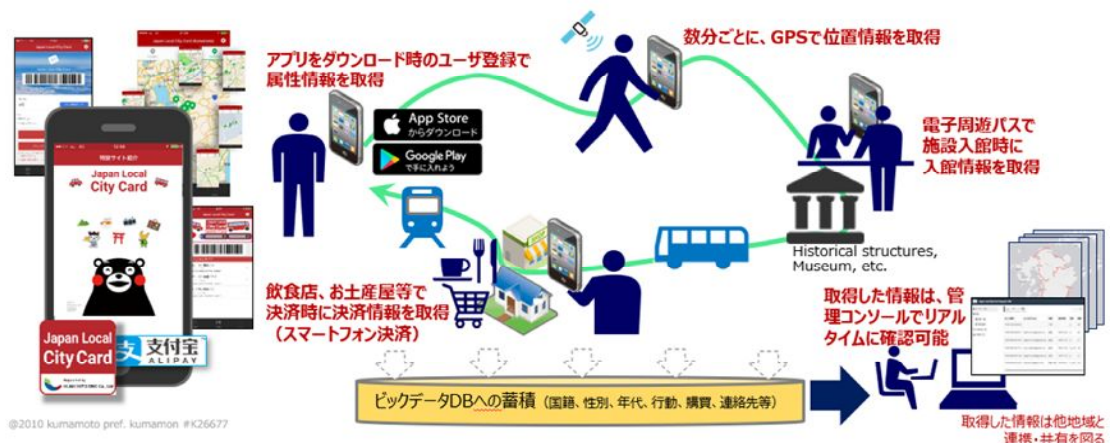 アプリをダウンロード時のユーザ登録で
属性情報を取得
数分ごとに、GPSで位置情報を取得
App Store
からダウンロード
Google Play
で手に入れよう
電子周遊パスで
施設入館時に
入館情報を取得
Historical structures,
Museum, etc.
特設サイト紹介
Japan Local
City Card
飲食店、お土産屋等で
決済時に決済情報を取得
(スマートフォン決済)
取得した情報は、管
理コンソールでリアル
タイムに確認可能
Japan Local
City Card
支付宝
ALIPAY
ビックデータDBへの蓄積(国籍、性別、年代、行動、購買、連絡先等)
取得した情報は他地域と
連携・共有を図る
@2010 kumamoto pref. kumamon #K26677